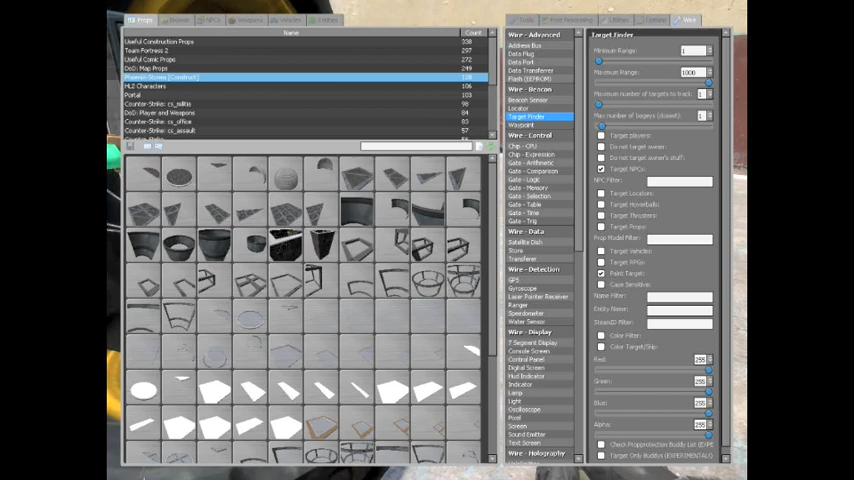 Props Browse NPCs Weapons Vehicles Entities
Name Count
Useful Construction Props 338
Team Fortress 2 297
Useful Comic Props 272
DoD: Map Props 249
Phoenix-Storms [Construct] 128
HL2 Characters 106
Portal 103
Counter-Strike: cs_militia 98
DoD: Player and Weapons 84
Counter-Strike: cs_office 83
Counter-Strike: cs_assault 57
Tools Post Processing Utilities Options Wire
Wire - Advanced
Address Bus
Data Plug
Data Port
Data Transferer
Flash (EEPROM)
Wire - Beacon
Beacon Sensor
Locator
Target Finder
Waypoint
Wire - Control
Chip - CPU
Chip - Expression
Gate - Arithmetic
Gate - Comparison
Gate - Logic
Gate - Memory
Gate - Selection
Gate - Table
Gate - Time
Gate - Trig
Wire - Data
Satellite Dish
Store
Transferer
Wire - Detection
GPS
Gyroscope
Laser Pointer Receiver
Ranger
Speedometer
Water Sensor
Wire - Display
7 Segment Display
Console Screen
Control Panel
Digital Screen
Hud Indicator
Indicator
Lamp
Light
Oscilloscope
Pixel
Screen
Sound Emitter
Text Screen
Wire - Holography
Target Finder
Minimum Range: 1
Maximum Range: 1000
Maximum number of targets to track: 1
Max number of bogeys (closest): 1
Target players:
Do not target owner:
Do not target owner's stuff:
Target NPCs:
NPC Filter:
Target Locators:
Target Hoverballs:
Target Thrusters:
Target Props:
Prop Model Filter:
Target Vehicles:
Target RPGs:
Paint Target:
Case Sensitive:
Name Filter:
Entity Name:
SteamID Filter:
Color Filter:
Color Target/Skip:
Red: 255
Green: 255
Blue: 255
Alpha: 255
Check Propprotection Buddy List (EXPE
Target Only Buddys (EXPERIMENTAL):